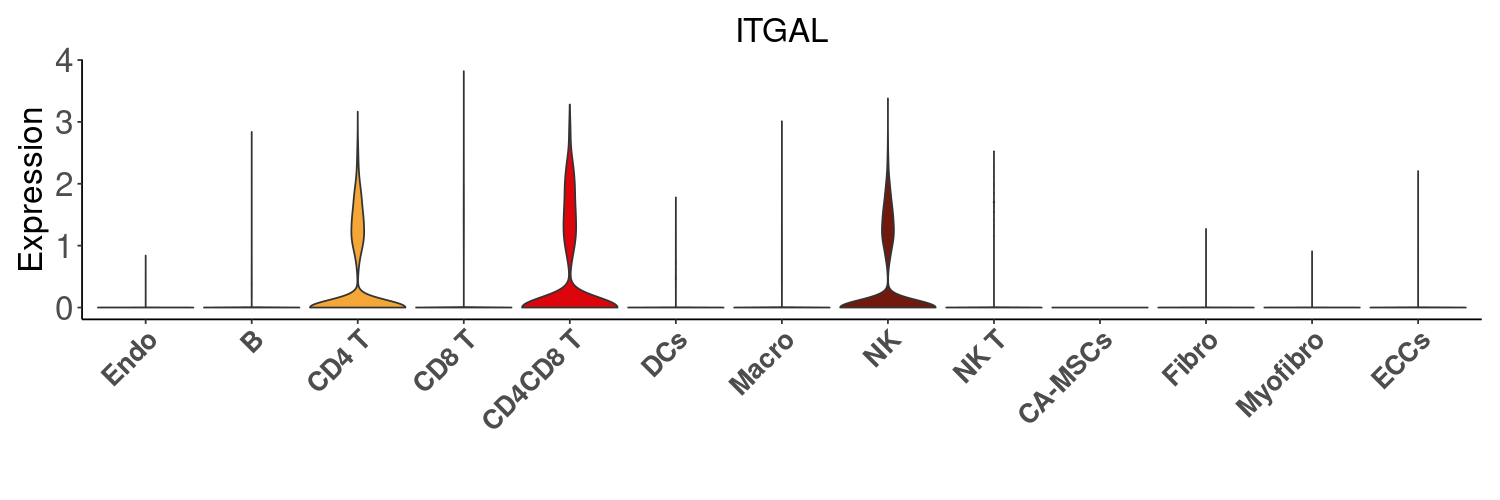 ITGAL
Expression
4
3
2
1
0
Endo
B
CD4 T
CD8 T
CD4CD8 T
DCs
Macro
NK
NK T
CA-MSCs
Fibro
Myofibro
ECCs